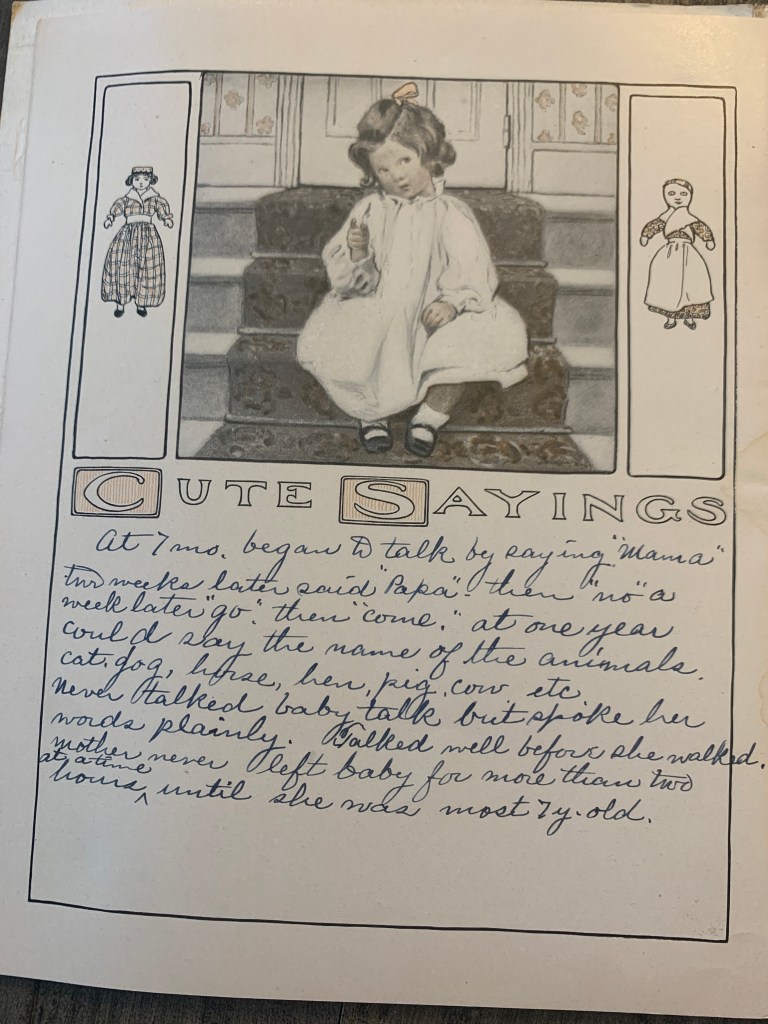 CUTE SAYINGS
At 7 mo. began to talk by saying "Mama"
two weeks later said "Papa" - then "no" a
week later "go". then "come." at one year
could say the name of the animals.
cat. dog, horse, hen, pig, cow etc
Never talked baby talk but spoke her
words plainly. Talked well before she walked.
mother never left baby for more than two
hours at a time until she was most 7 y. old.